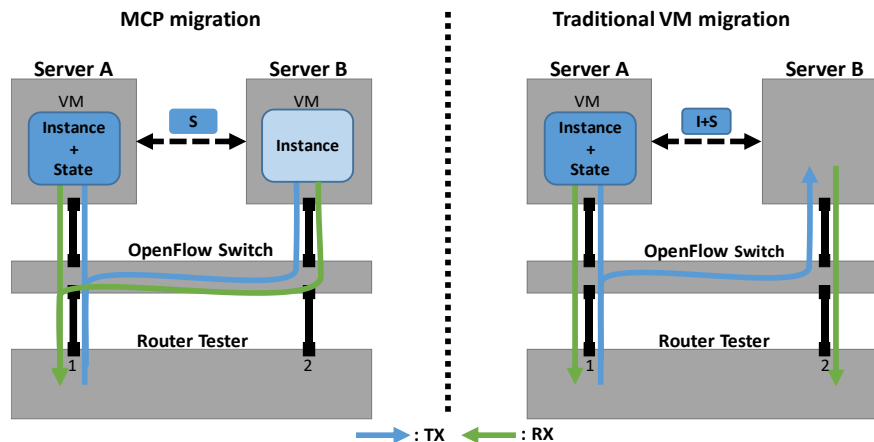 MCP migration
Server A
Server B
VM
Instance
+
State
S
VM
Instance
OpenFlow Switch
Router Tester
1
2
Traditional VM migration
Server A
Server B
VM
Instance
+
State
I+S
OpenFlow Switch
Router Tester
1
2
: TX
: RX